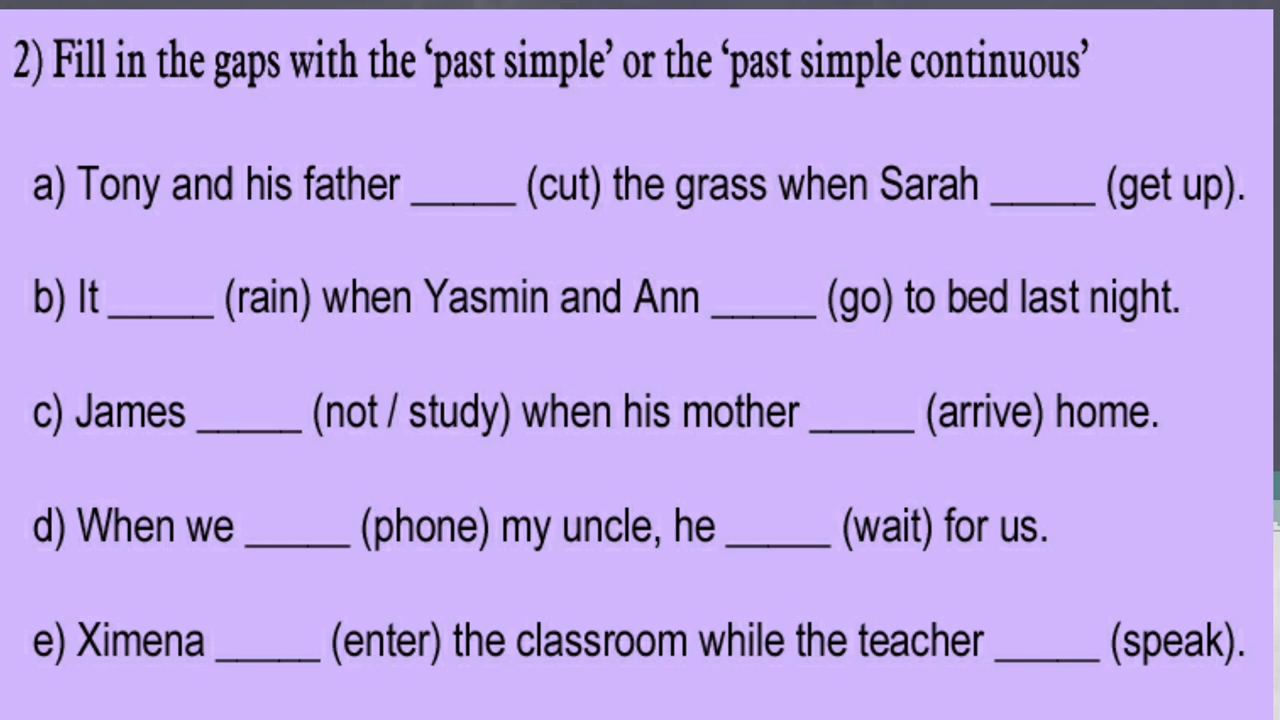 2) Fill in the gaps with the ‘past simple’ or the ‘past simple continuous’
a) Tony and his father _____ (cut) the grass when Sarah _____ (get up).
b) It _____ (rain) when Yasmin and Ann _____ (go) to bed last night.
c) James _____ (not / study) when his mother _____ (arrive) home.
d) When we _____ (phone) my uncle, he _____ (wait) for us.
e) Ximena _____ (enter) the classroom while the teacher _____ (speak).